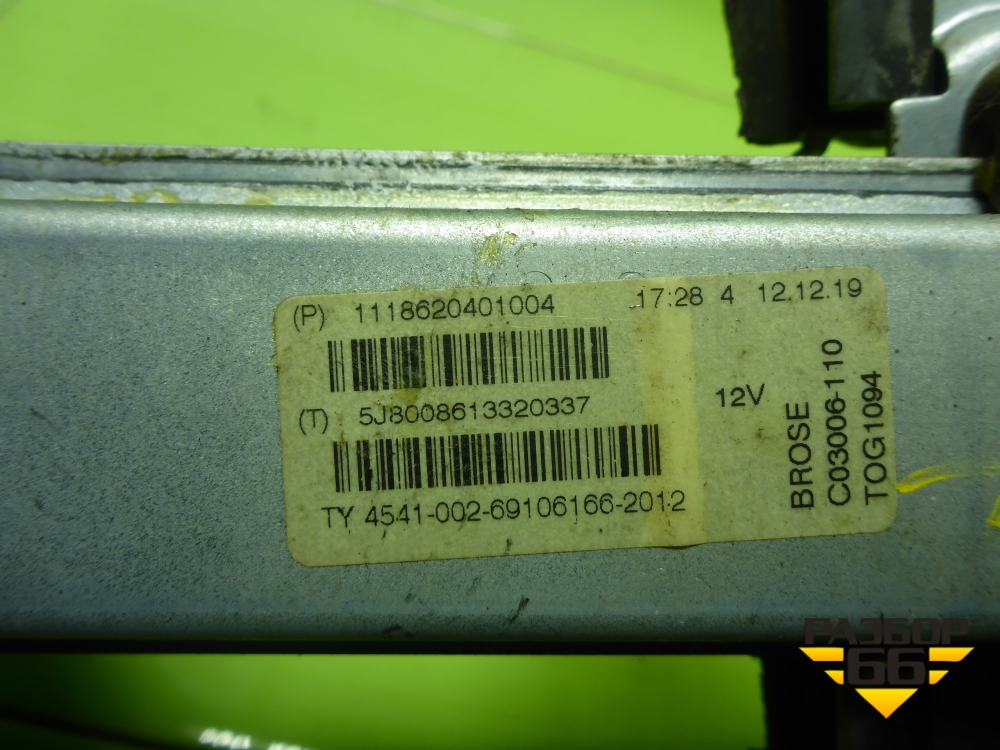 (P) 1118620401004 17:28 4 12.12.19
(T) 5J8008613320337
12V
ТУ 4541-002-69106166-2012
BROSE
C03006-110
TOG1094
РАЗБОР
66